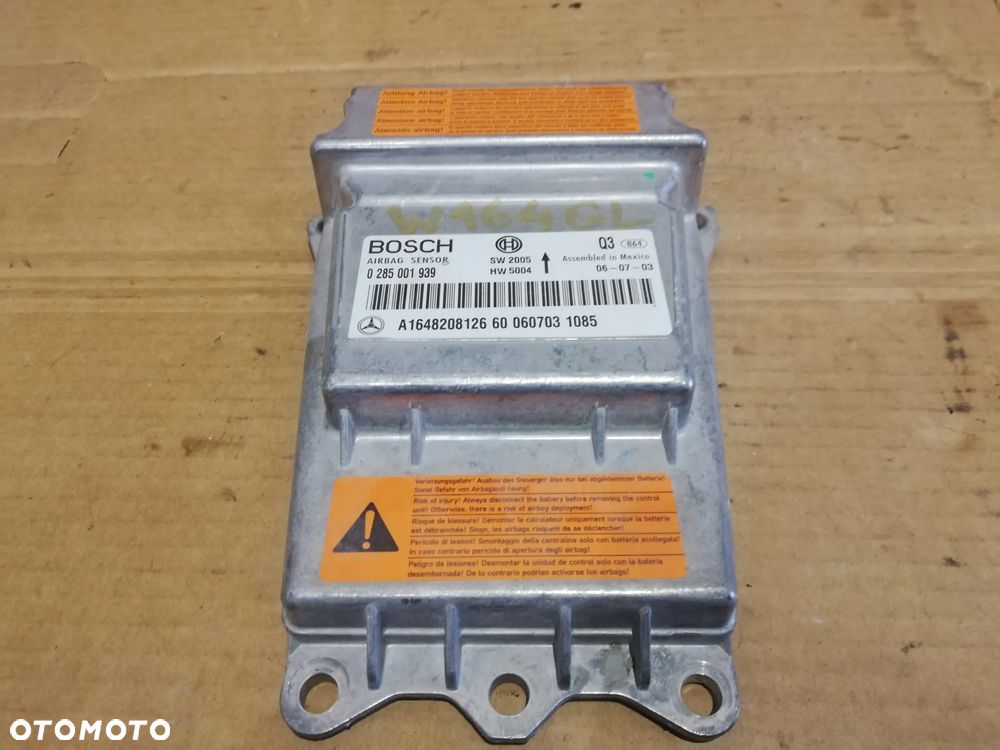 Achtung Airbag!
Attention Airbag!
Attention airbag!
Attenzione airbag!
Atención airbag!
W164GL
BOSCH
AIRBAG SENSOR
0 285 001 939
SW 2005
HW 5004
Q3 864
Assembled in Mexico
06-07-03
A1648208126 60 060703 1085
Verletzungsgefahr! Ausbau des Steuergerätes nur bei abgeklemmter Batterie!
Sonst Gefahr von Airbagauslösung!
Risk of injury! Always disconnect the battery before removing the control
unit! Otherwise, there is a risk of airbag deployment!
Risque de blessure! Démonter le calculateur uniquement lorsque la batterie
est débranchée! Sinon, les airbags risquent de se déclencher!
Pericolo di lesioni! Smontaggio della centralina solo con batteria scollegata!
In caso contrario pericolo di apertura degli airbag!
Peligro de lesiones! Desmontar la unidad de control solo con la bateria
desembornada! De lo contrario podrian activarse los airbags!
OTOMOTO